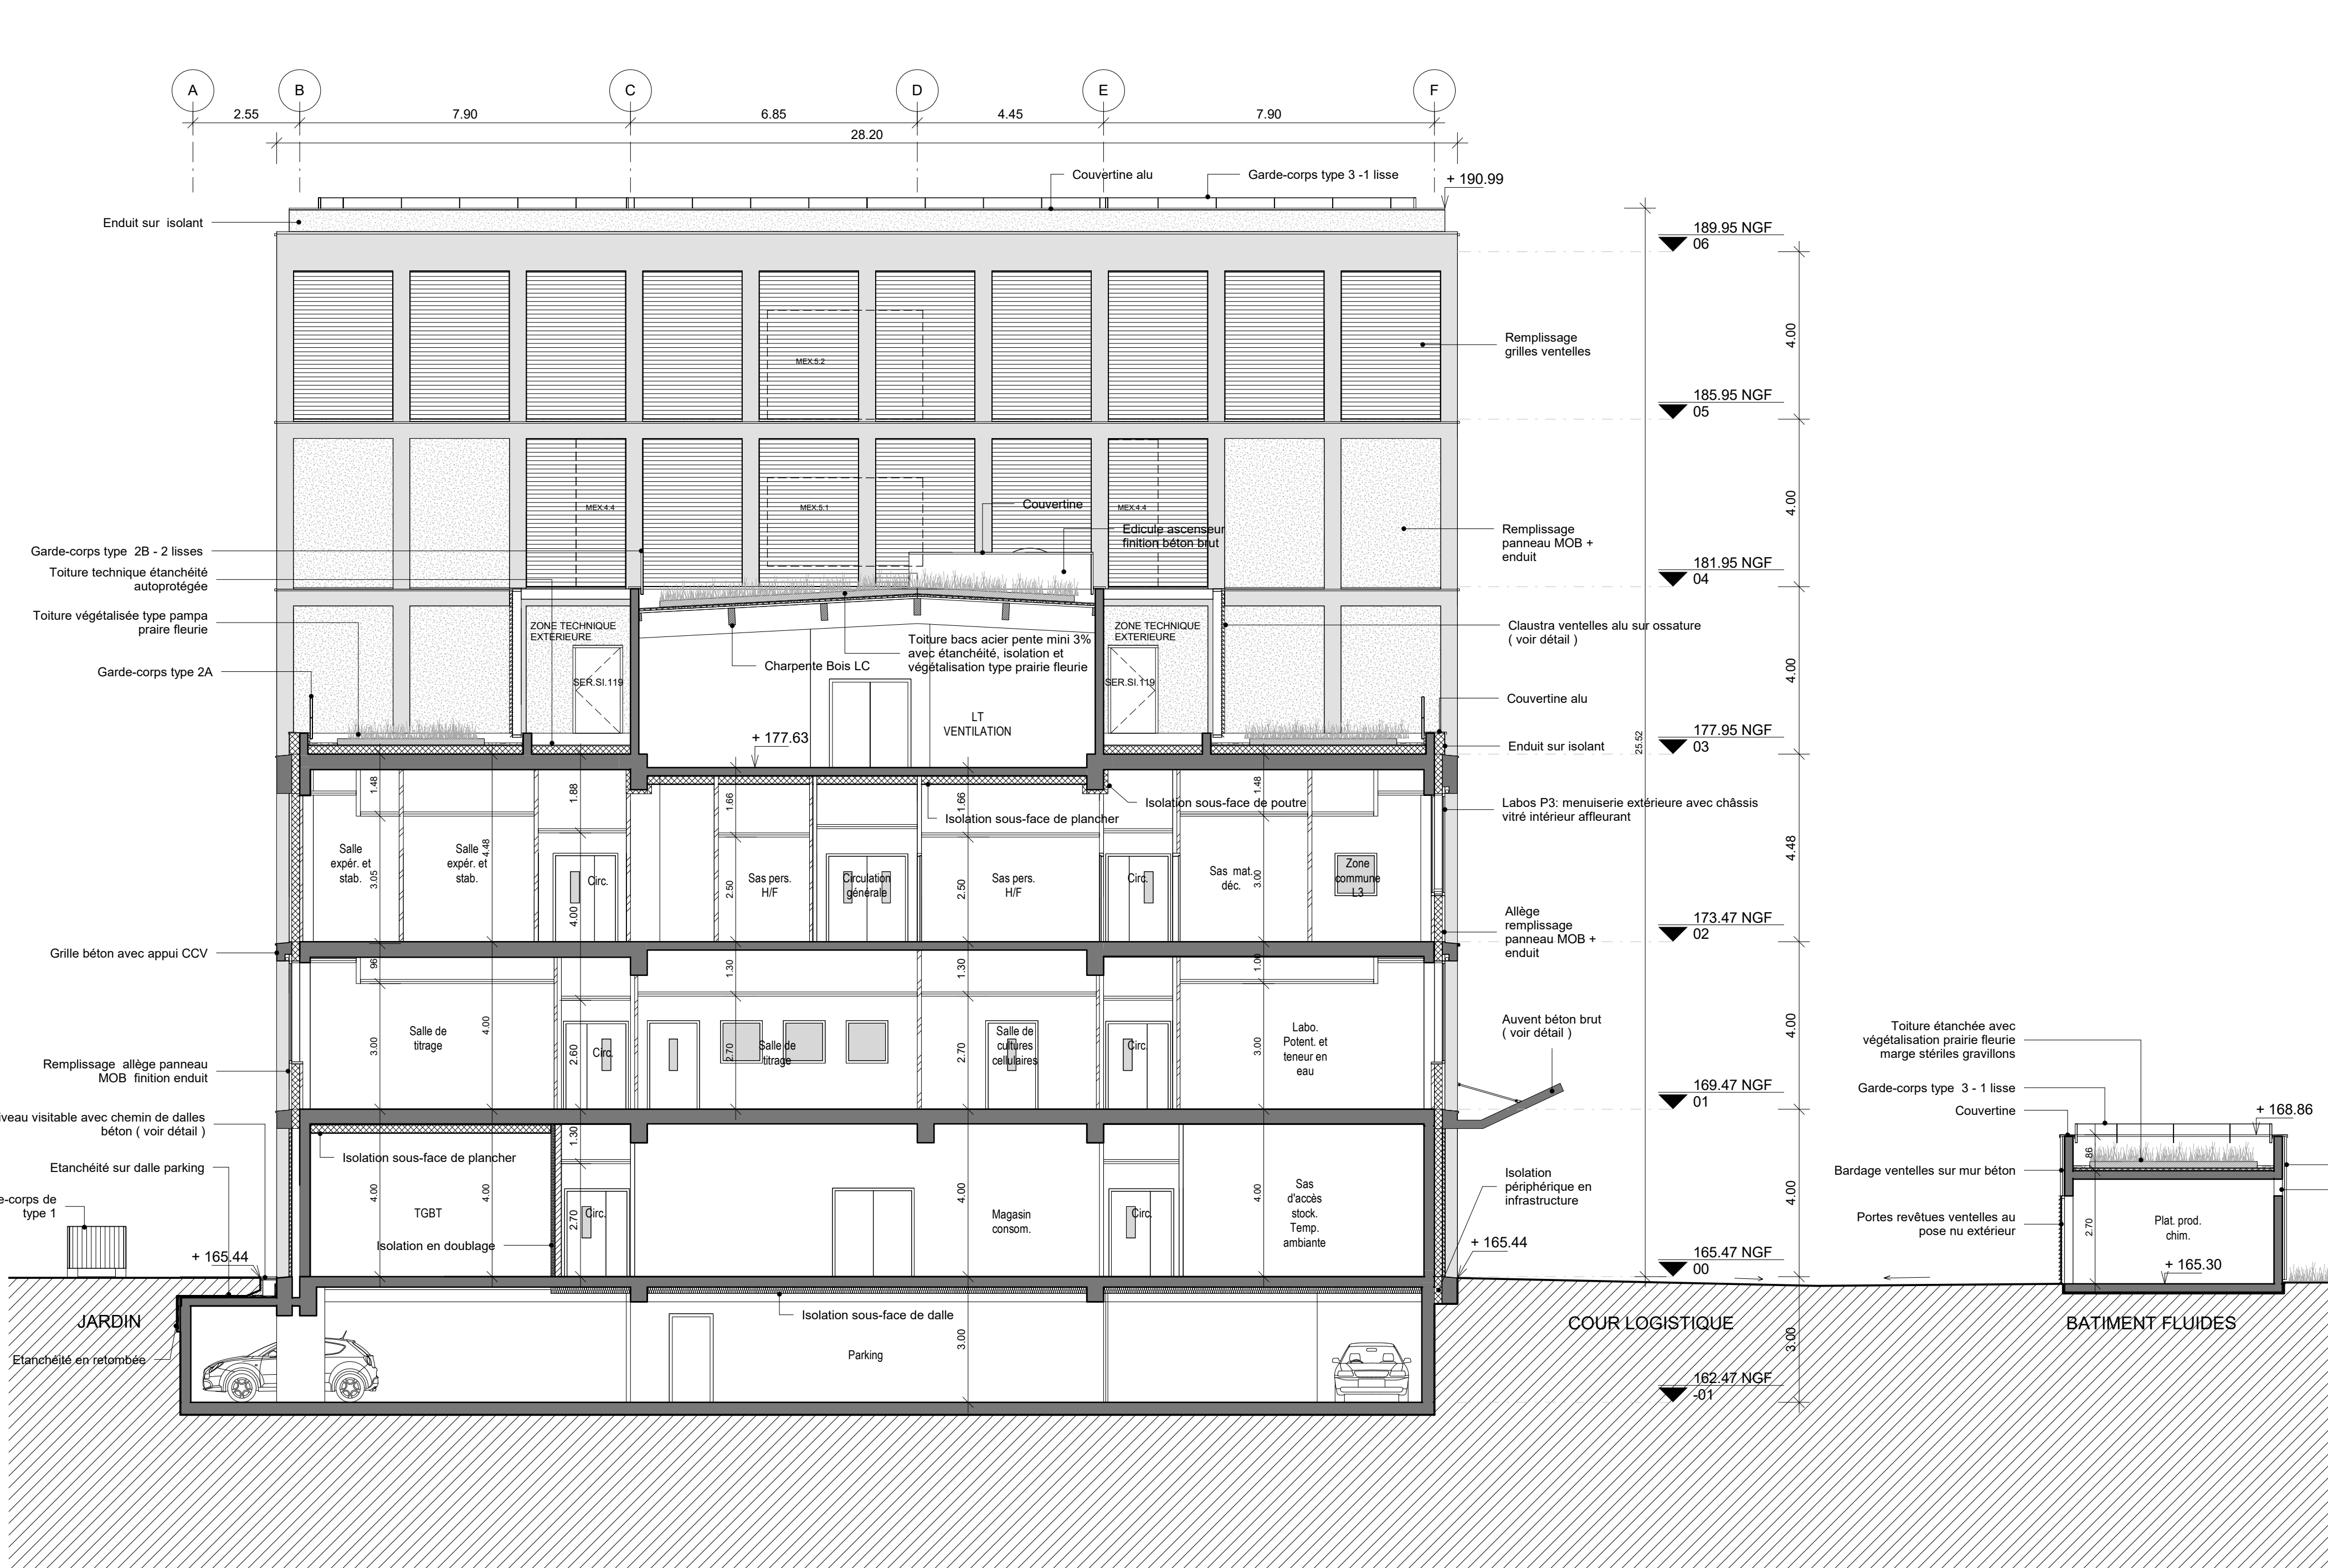 A
B
C
D
E
F
2.55
7.90
6.85
4.45
7.90
28.20
Couvertine alu
Garde-corps type 3 -1 lisse
+ 190.99
Enduit sur isolant
189.95 NGF
06
Remplissage
grilles ventelles
4.00
MEX.5.2
185.95 NGF
05
MEX.4.4
MEX.5.1
MEX.4.4
Couvertine
Edicule ascenseur
finition béton brut
Remplissage
panneau MOB +
enduit
4.00
Garde-corps type 2B - 2 lisses
Toiture technique étanchéité
autoprotégée
181.95 NGF
04
Toiture végétalisée type pampa
praire fleurie
ZONE TECHNIQUE
EXTERIEURE
ZONE TECHNIQUE
EXTERIEURE
Claustra ventelles alu sur ossature
( voir détail )
Toiture bacs acier pente mini 3%
avec étanchéité, isolation et
végétalisation type prairie fleurie
Charpente Bois LC
Garde-corps type 2A
SER.SI.119
SER.SI.119
4.00
Couvertine alu
LT
VENTILATION
+ 177.63
177.95 NGF
03
25.52
Enduit sur isolant
1.48
1.88
1.66
1.66
1.48
Isolation sous-face de poutre
Isolation sous-face de plancher
Labos P3: menuiserie extérieure avec châssis
vitré intérieur affleurant
Salle
expér. et
stab.
3.05
Salle
expér. et
stab.
4.48
Circ.
4.00
2.50
Sas pers.
H/F
Circulation
générale
2.50
Sas pers.
H/F
Circ.
Sas mat.
déc.
3.00
Zone
commune
L3
4.48
Allège
remplissage
panneau MOB +
enduit
173.47 NGF
02
Grille béton avec appui CCV
96
1.30
1.30
1.00
Salle de
titrage
3.00
4.00
2.60
Circ.
2.70
Salle de
titrage
2.70
Salle de
cultures
cellulaires
Circ.
3.00
Labo.
Potent. et
teneur en
eau
4.00
Auvent béton brut
( voir détail )
Toiture étanchée avec
végétalisation prairie fleurie
marge stériles gravillons
Remplissage allège panneau
MOB finition enduit
169.47 NGF
01
Garde-corps type 3 - 1 lisse
Couvertine
+ 168.86
iveau visitable avec chemin de dalles
béton ( voir détail )
1.30
Isolation sous-face de plancher
Etanchéité sur dalle parking
86
Bardage ventelles sur mur béton
Isolation
périphérique en
infrastructure
e-corps de
type 1
4.00
4.00
TGBT
2.70
Circ.
4.00
Magasin
consom.
Circ.
4.00
Sas
d'accès
stock.
Temp.
ambiante
4.00
Portes revêtues ventelles au
pose nu extérieur
2.70
Plat. prod.
chim.
Isolation en doublage
+ 165.44
+ 165.44
165.47 NGF
00
+ 165.30
JARDIN
Isolation sous-face de dalle
COUR LOGISTIQUE
BATIMENT FLUIDES
Etanchéité en retombée
Parking
3.00
3.00
162.47 NGF
-01